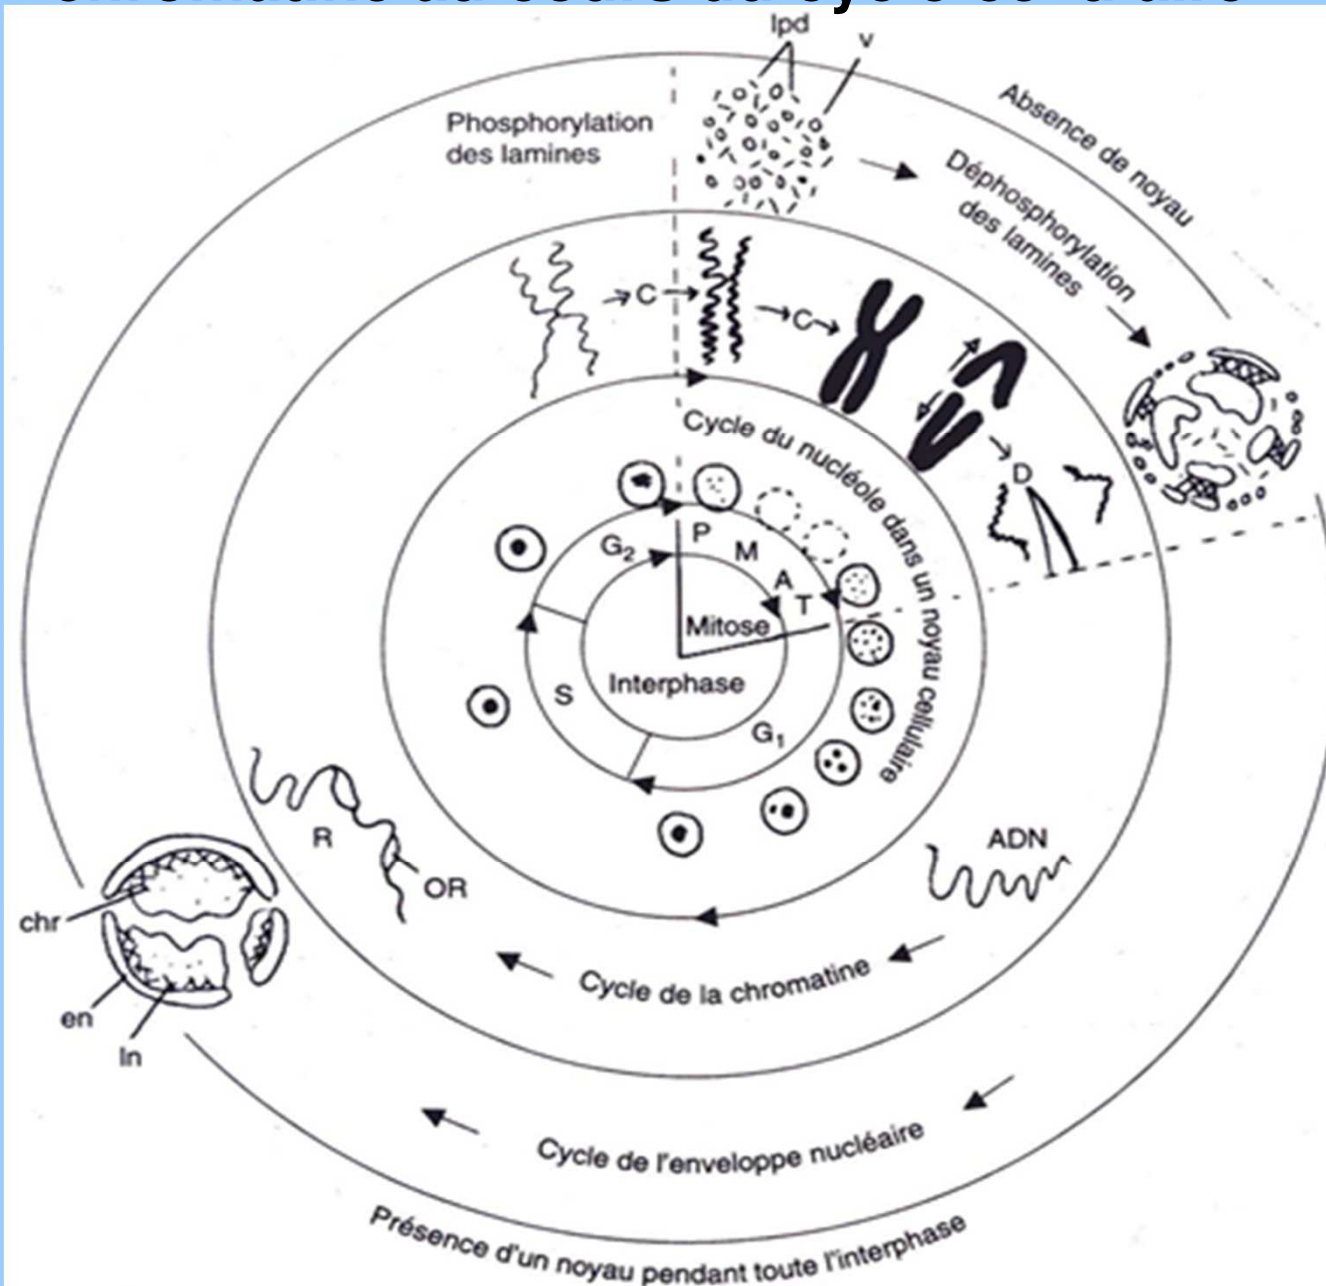 lpd
v
Phosphorylation
des lamines
Absence de noyau
Déphosphorylation
des lamines
C
C
D
Cycle du nucléole dans un noyau cellulaire
G2
P
M
A
T
Mitose
Interphase
S
G1
R
OR
ADN
chr
en
ln
Cycle de la chromatine
Cycle de l'enveloppe nucléaire
Présence d'un noyau pendant toute l'interphase